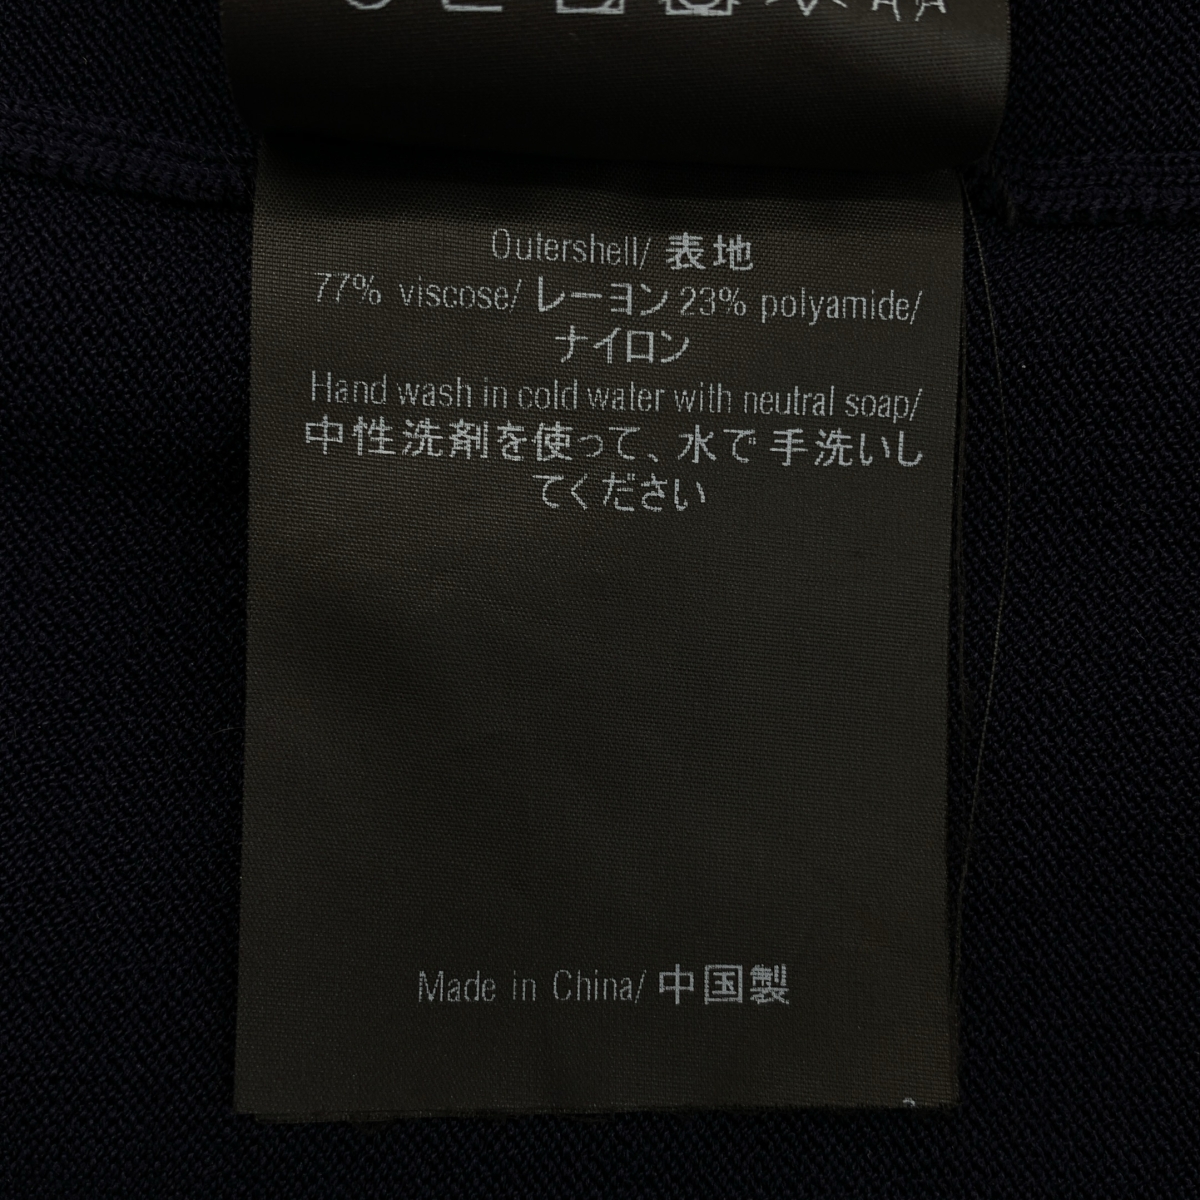 Outershell/ 表地
77% viscose/ レーヨン 23% polyamide/
ナイロン
Hand wash in cold water with neutral soap/
中性洗剤を使って、水で手洗いし
てください
Made in China/ 中国製